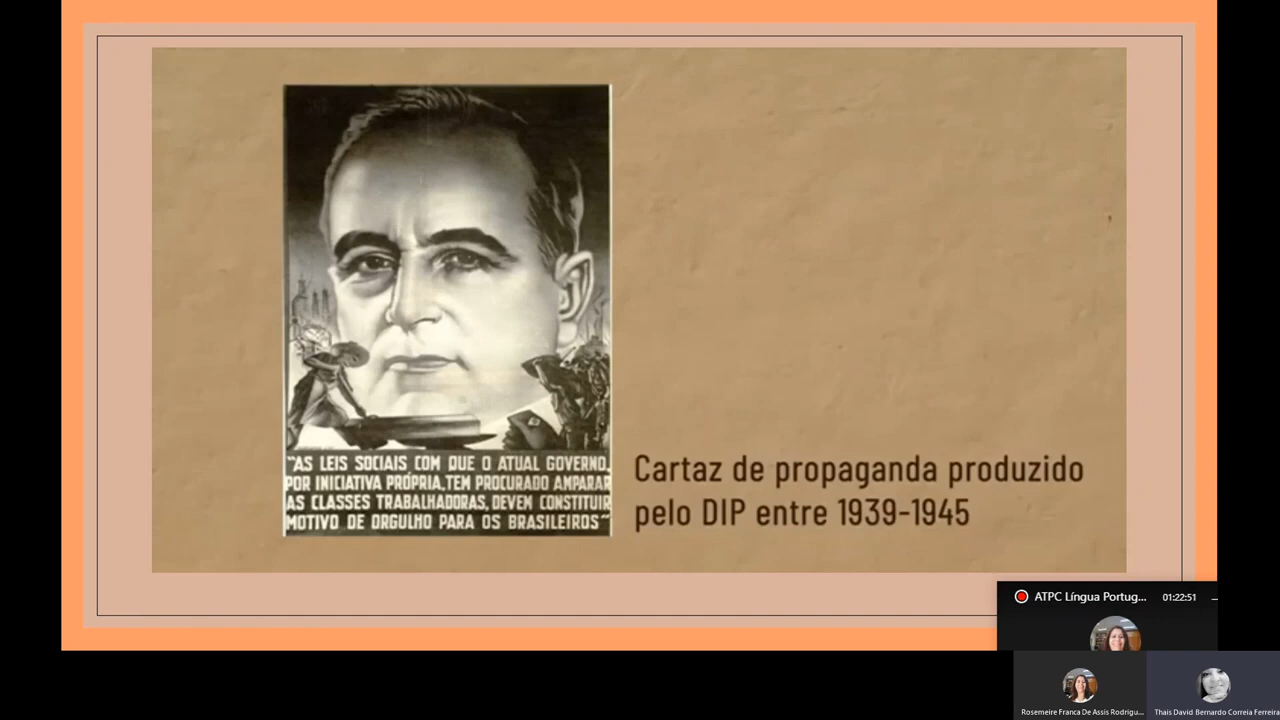 "AS LEIS SOCIAIS COM QUE O ATUAL GOVERNO,
POR INICIATIVA PRÓPRIA, TEM PROCURADO AMPARAR
AS CLASSES TRABALHADORAS, DEVEM CONSTITUIR
MOTIVO DE ORGULHO PARA OS BRASILEIROS"
Cartaz de propaganda produzido
pelo DIP entre 1939-1945
ATPC Língua Portug... 01:22:51
Rosemeire Franca De Assis Rodrigu...
Thais David Bernardo Correia Ferreira